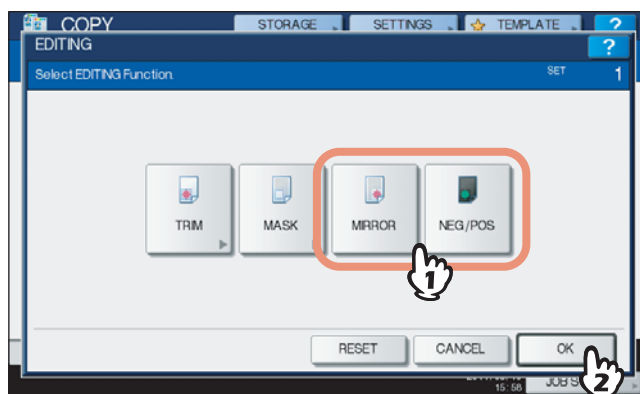 COPY STORAGE SETTINGS TEMPLATE ?
EDITING ?
Select EDITING Function. SET 1
TRIM MASK MIRROR NEG/POS
1
RESET CANCEL OK
2
15:58 JOB S